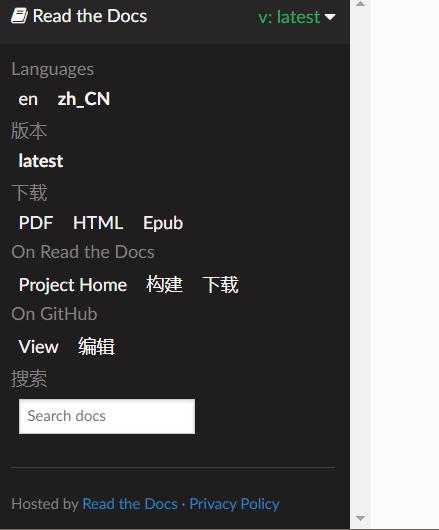 Read the Docs v: latest
Languages
en zh_CN
版本
latest
下载
PDF HTML Epub
On Read the Docs
Project Home 构建 下载
On GitHub
View 编辑
搜索
Search docs
Hosted by Read the Docs · Privacy Policy